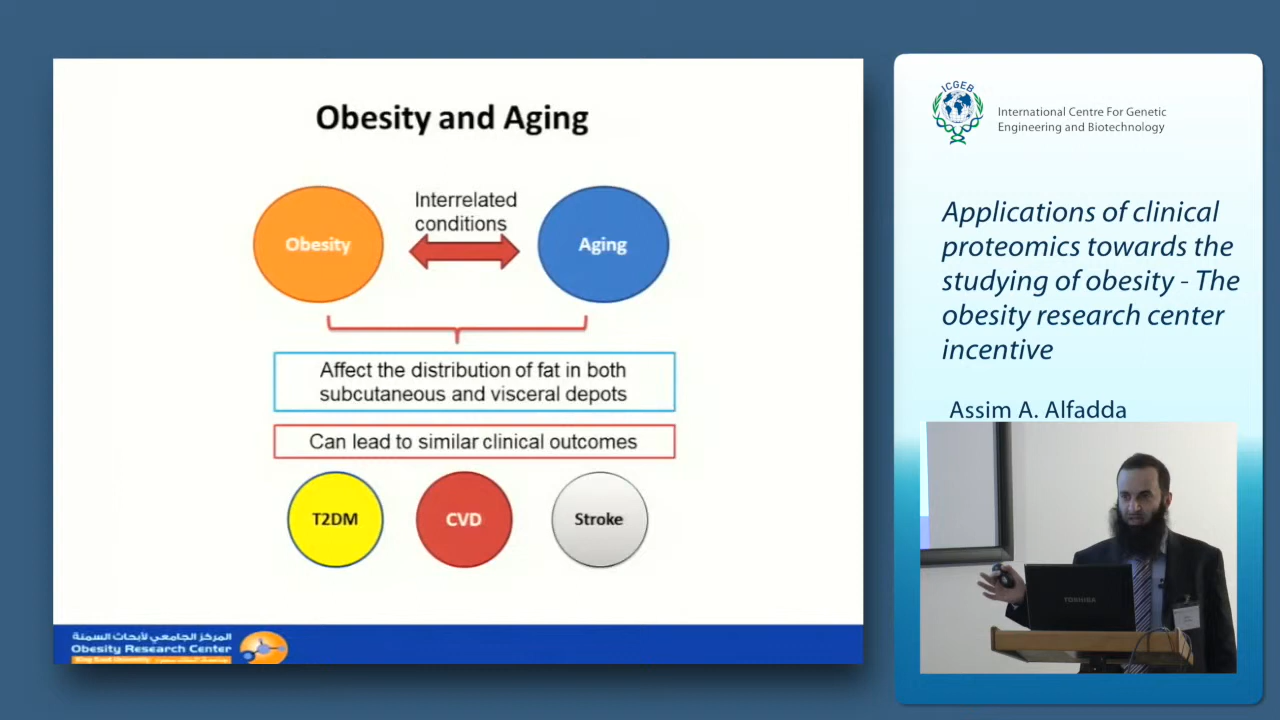 Obesity and Aging
Obesity
Interrelated
conditions
Aging
Affect the distribution of fat in both
subcutaneous and visceral depots
Can lead to similar clinical outcomes
T2DM
CVD
Stroke
المركز الجامعي لأبحاث السمنة
Obesity Research Center
King Saud University
ICGEB
International Centre For Genetic
Engineering and Biotechnology
Applications of clinical
proteomics towards the
studying of obesity - The
obesity research center
incentive
Assim A. Alfadda
TOSHIBA